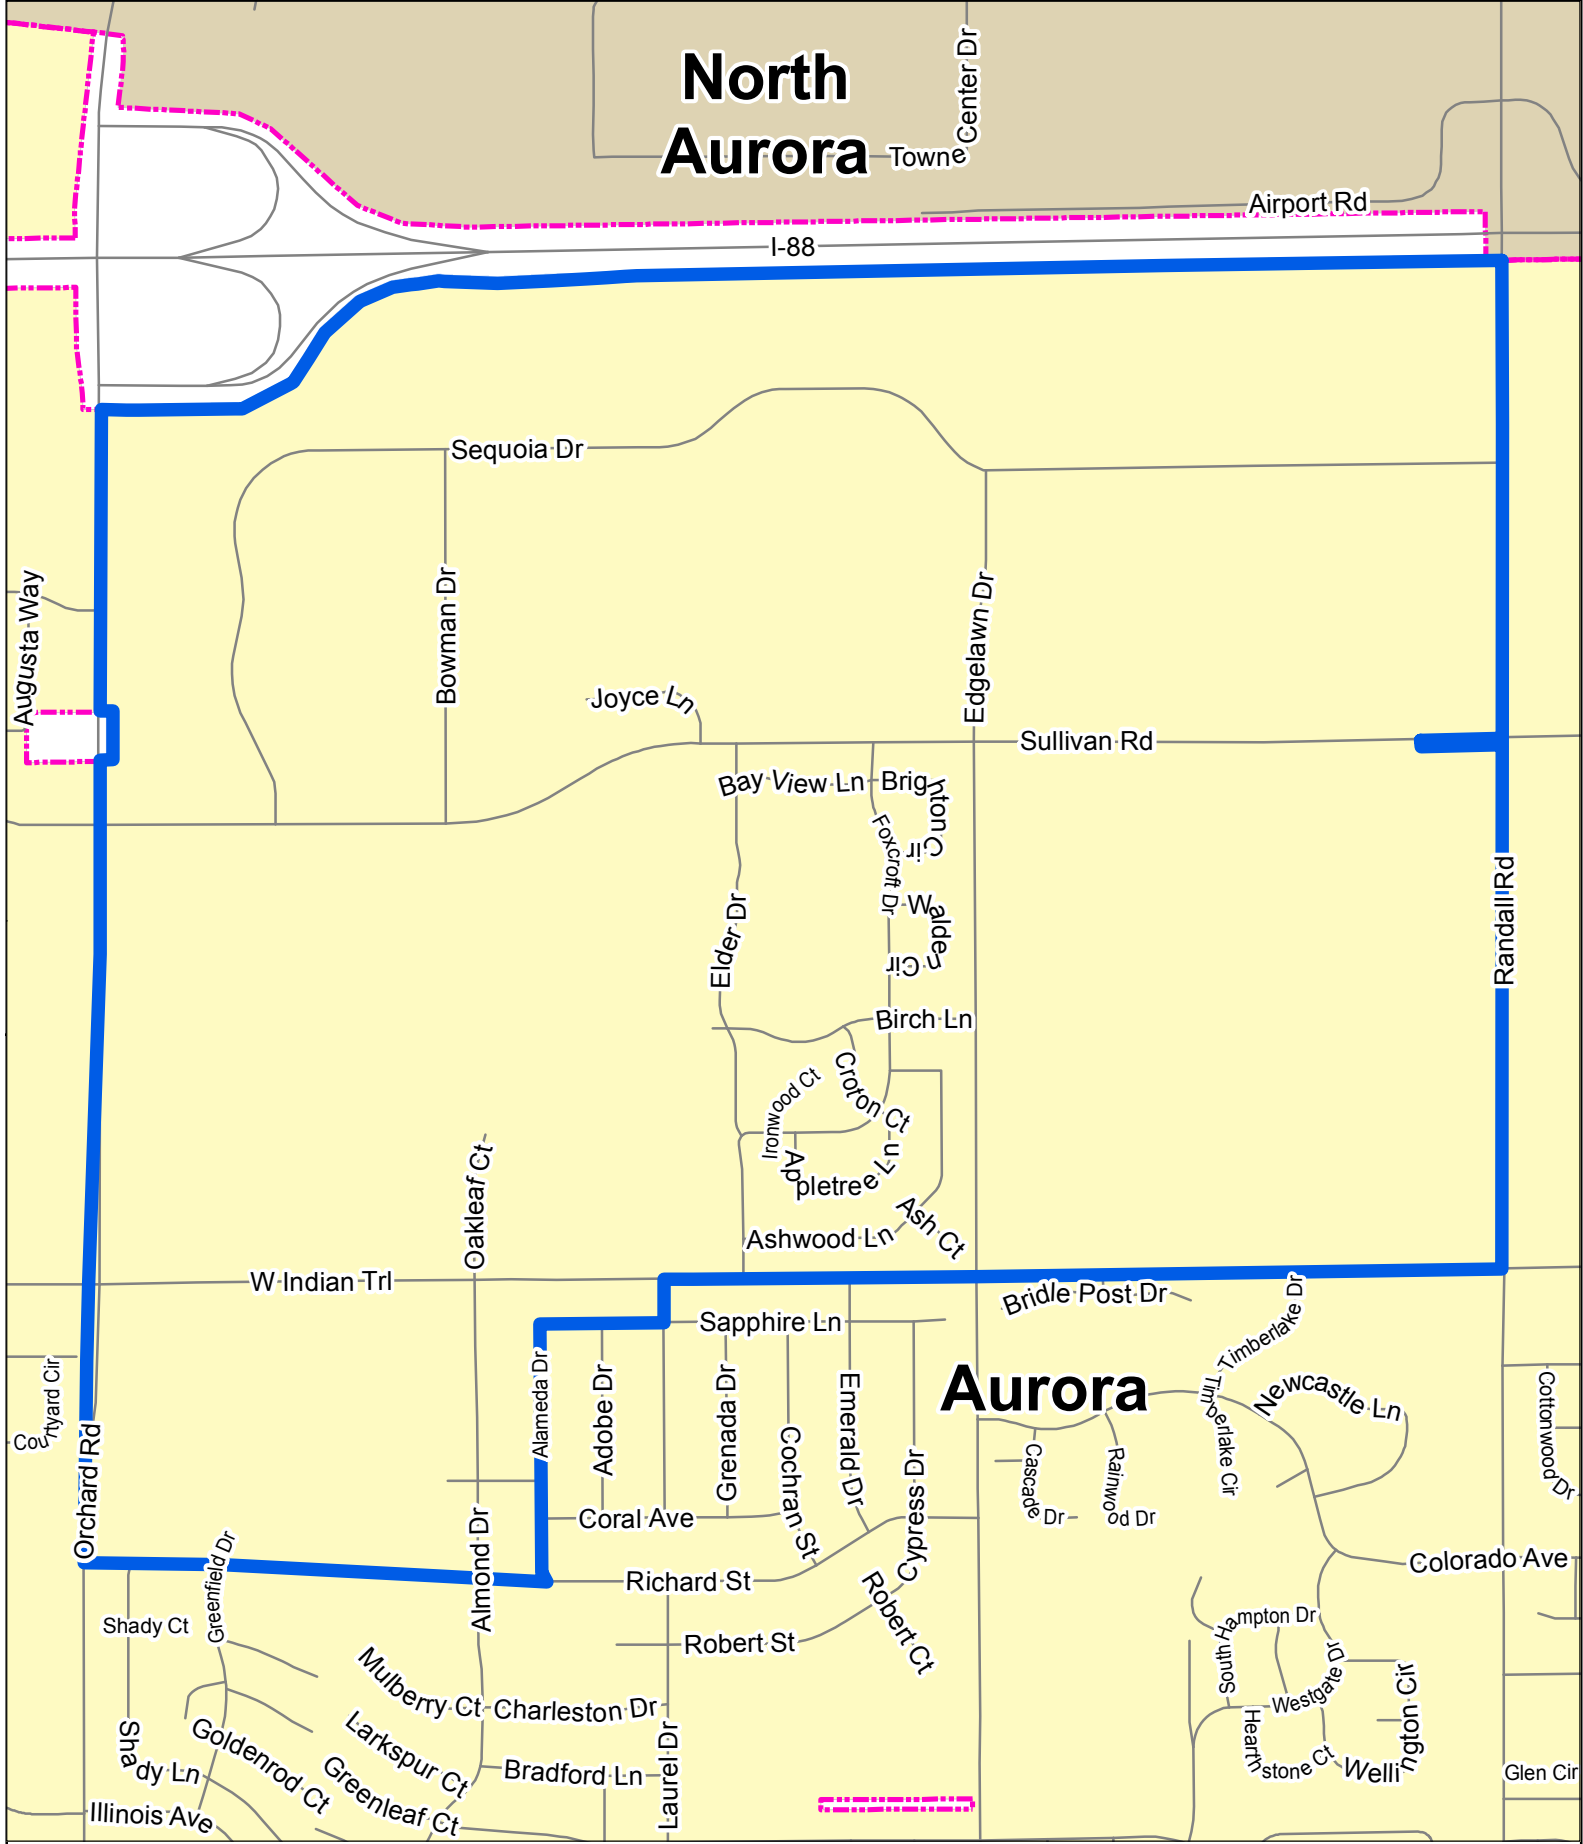 North
Aurora
Towne Center Dr
Airport Rd
I-88
Sequoia Dr
Bowman Dr
Augusta Way
Edgelawn Dr
Joyce Ln
Sullivan Rd
Bay View Ln
Brighton Cir
Foxcroft Dr
Walden Cir
Elder Dr
Randall Rd
Birch Ln
Croton Ct
Ironwood Ct
Appletree Ln
Oakleaf Ct
Ash Ct
Ashwood Ln
W Indian Trl
Bridle Post Dr
Timberlake Dr
Sapphire Ln
Aurora
Courtyard Cir
Orchard Rd
Alameda Dr
Adobe Dr
Grenada Dr
Cochran St
Emerald Dr
Cypress Dr
Timberlake Cir
Newcastle Ln
Cottonwood Dr
Cascade Dr
Rainwood Dr
Coral Ave
Almond Dr
Greenfield Dr
Colorado Ave
Richard St
Robert Ct
Shady Ct
Robert St
South Hampton Dr
Westgate Dr
Mulberry Ct
Charleston Dr
Wellington Cir
Hearthstone Ct
Shady Ln
Goldenrod Ct
Larkspur Ct
Greenleaf Ct
Bradford Ln
Laurel Dr
Glen Cir
Illinois Ave